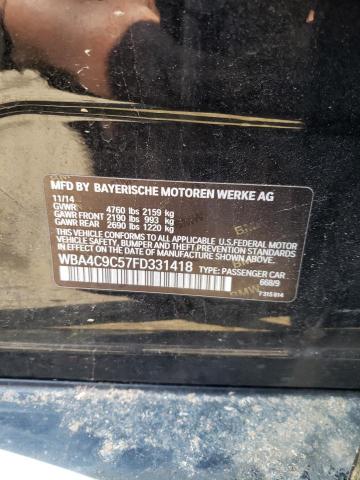 MFD BY BAYERISCHE MOTOREN WERKE AG
11/14
GVWR 4760 lbs 2159 kg
GAWR FRONT 2190 lbs 993 kg
GAWR REAR 2690 lbs 1220 kg
THIS VEHICLE CONFORMS TO ALL APPLICABLE U.S.FEDERAL MOTOR
VEHICLE SAFETY, BUMPER, AND THEFT PREVENTION STANDARDS IN
EFFECT ON THE DATE OF MANUFACTURE SHOWN ABOVE.
WBA4C9C57FD331418 TYPE: PASSENGER CAR
668/9
BMW
7315814